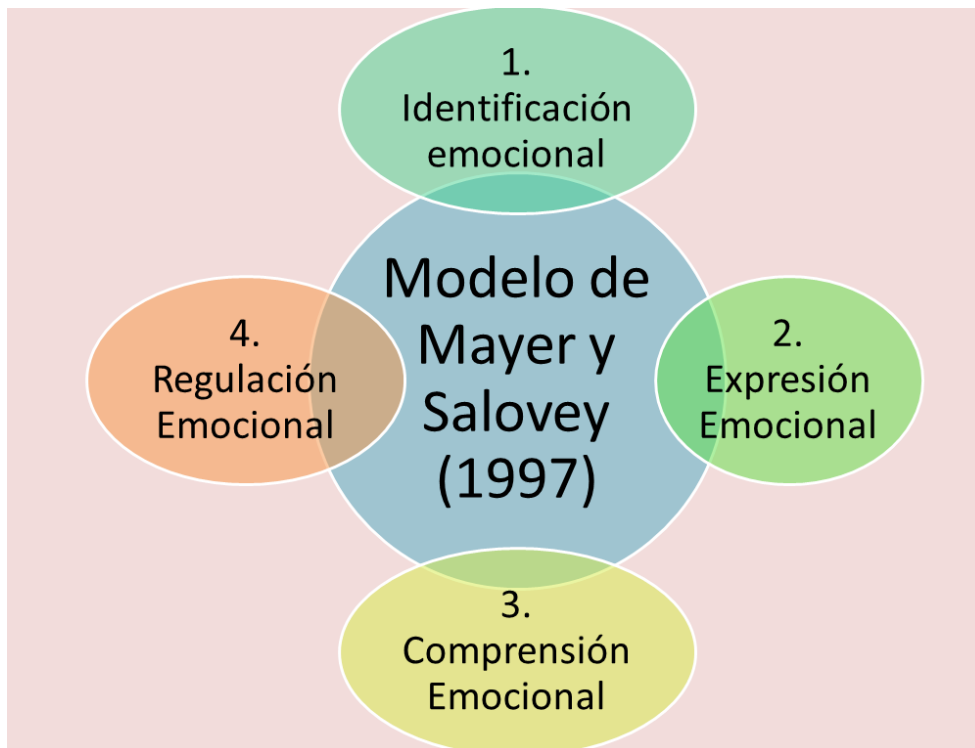 1.
Identificación
emocional
Modelo de
Mayer y
Salovey
(1997)
2.
Expresión
Emocional
3.
Comprensión
Emocional
4.
Regulación
Emocional